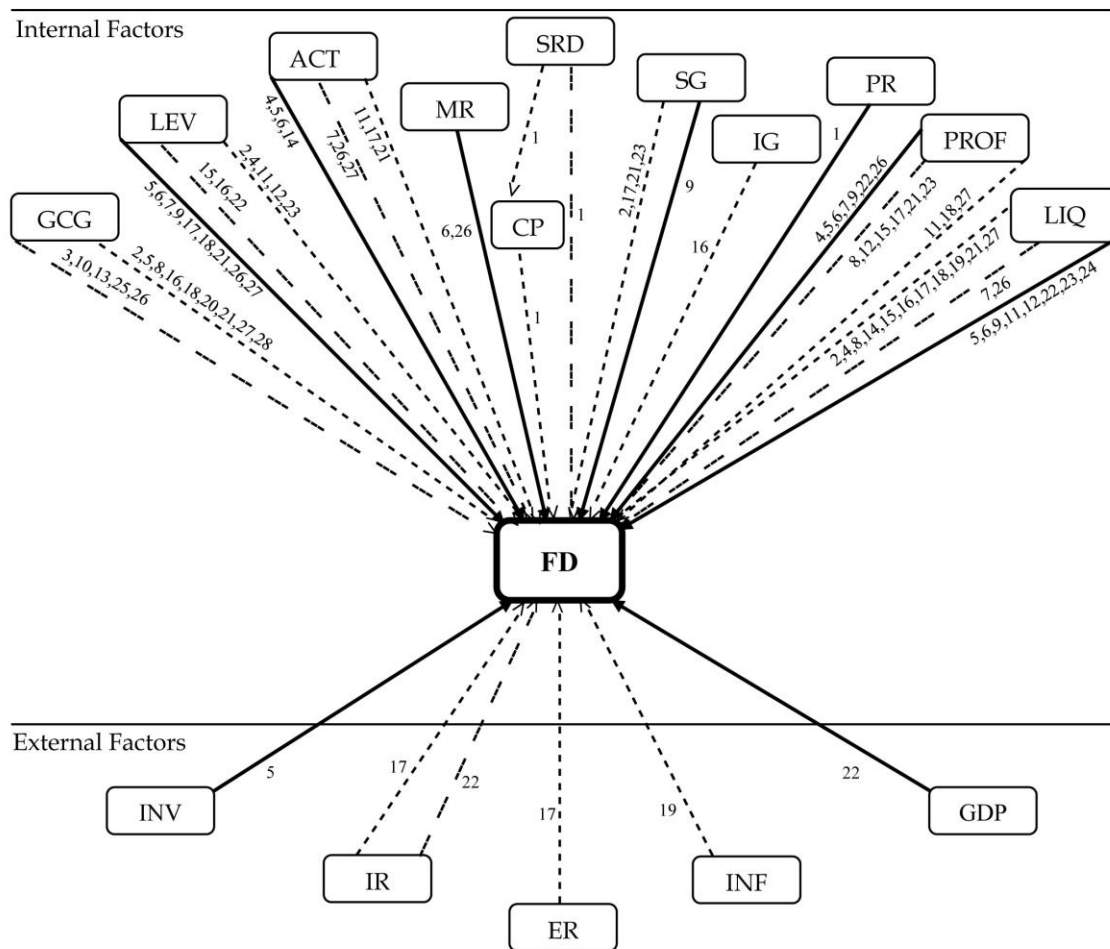 Internal Factors
SRD
ACT
SG
PR
MR
LEV
IG
PROF
GCG
CP
LIQ
4,5,6,14
7,26,27
11,17,21
1
1
2,17,21,23
9
1
4,5,6,7,9,22,26
8,12,15,17,21,23
11,18,27
5,6,7,9,17,18,21,26,27
15,16,22
2,4,11,12,23
6,26
16
3,10,13,25,26
2,5,8,16,18,20,21,27,28
1
2,4,8,14,15,16,17,18,19,21,27
7,26
5,6,9,11,12,22,23,24
FD
External Factors
5
17
22
17
19
22
INV
GDP
IR
INF
ER